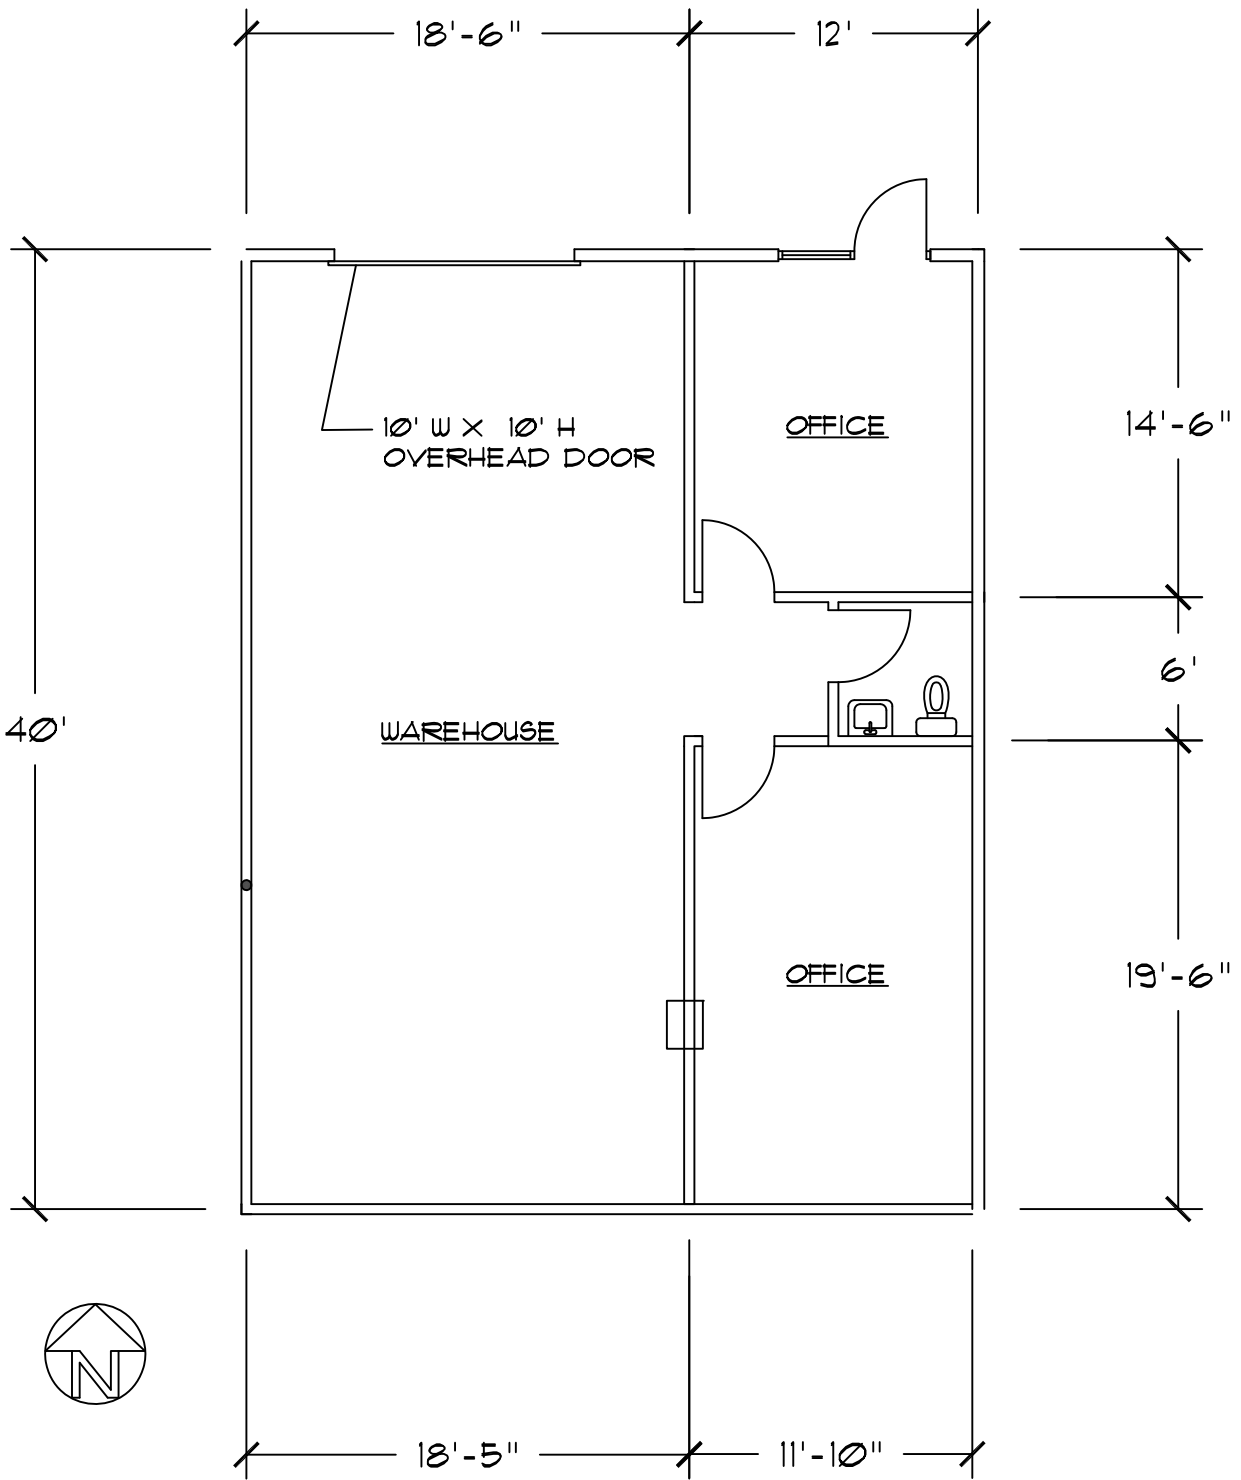 18'-6" 12'
10' W X 10' H
OVERHEAD DOOR
OFFICE
14'-6"
6'
40'
WAREHOUSE
OFFICE
19'-6"
N
18'-5" 11'-10"